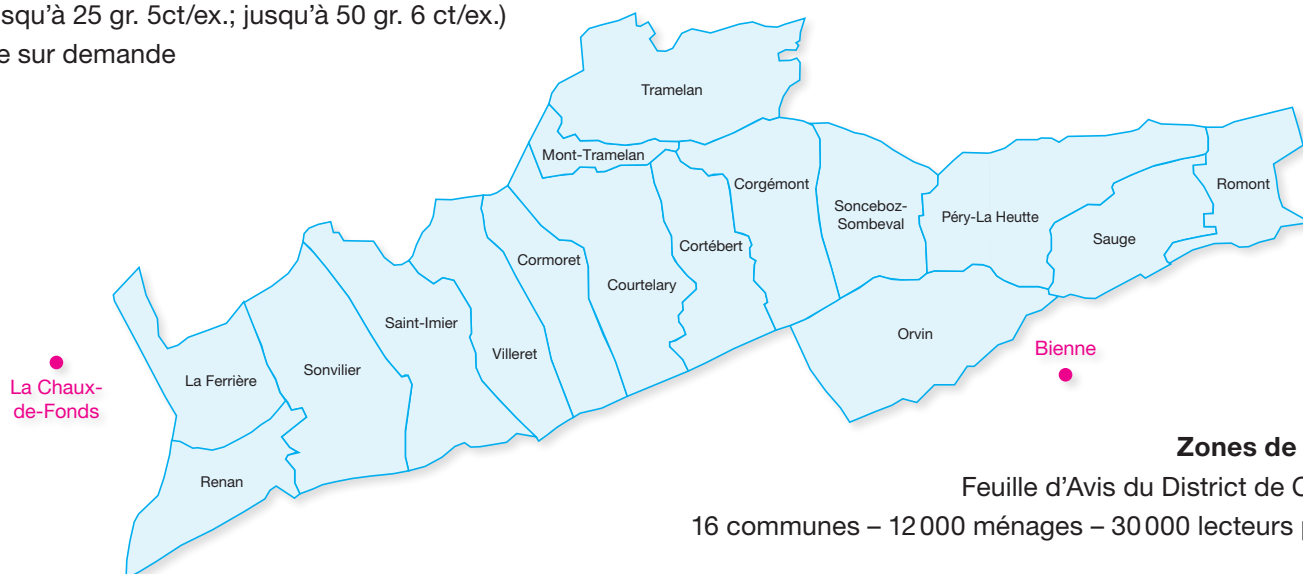 squ'à 25 gr. 5ct/ex.; jusqu'à 50 gr. 6 ct/ex.)
e sur demande
Tramelan
Mont-Tramelan
Corgémont
Romont
Sonceboz-
Sombeval
Péry-La Heutte
Sauge
Cortébert
Cormoret
Courtelary
Saint-Imier
Orvin
Villeret
Bienne
Sonvilier
La Ferrière
La Chaux-
de-Fonds
Renan
Zones de
Feuille d'Avis du District de C
16 communes – 12 000 ménages – 30 000 lecteurs p